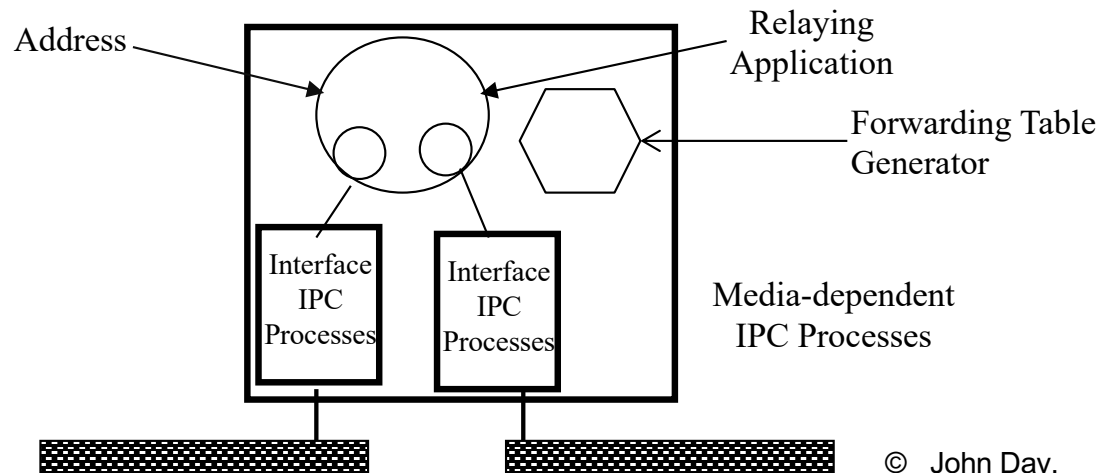 Address
Relaying
Application
Forwarding Table
Generator
Interface
IPC
Processes
Interface
IPC
Processes
Media-dependent
IPC Processes
© John Day,